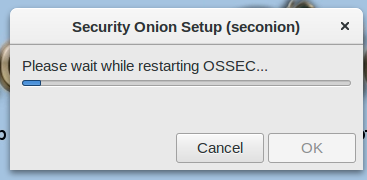 Security Onion Setup (seconion)
Please wait while restarting OSSEC...
Cancel
OK